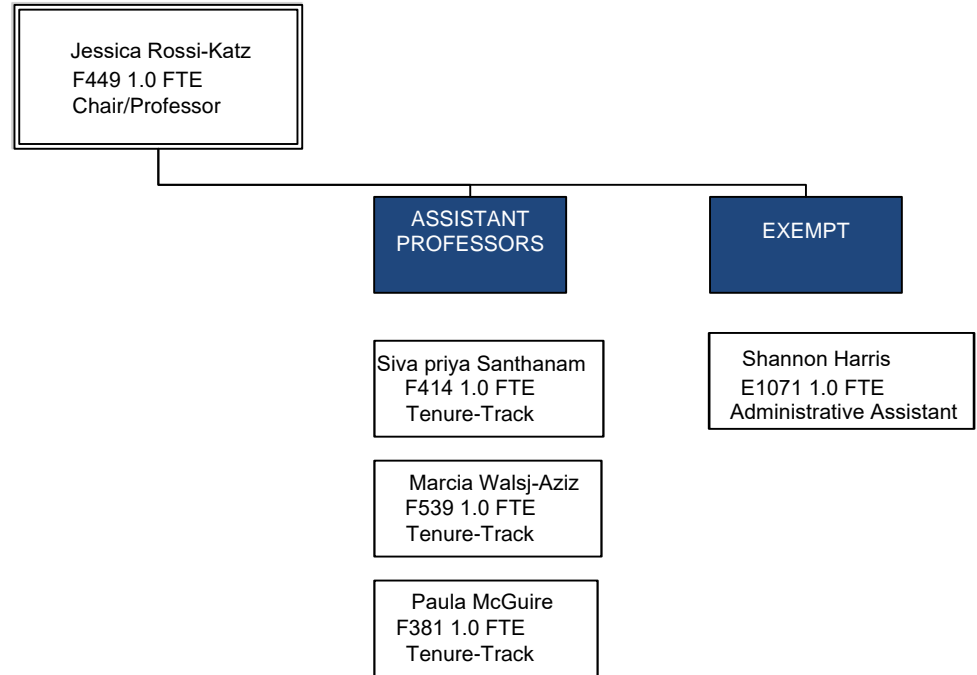 Jessica Rossi-Katz
F449 1.0 FTE
Chair/Professor
ASSISTANT
PROFESSORS
EXEMPT
Siva priya Santhanam
F414 1.0 FTE
Tenure-Track
Shannon Harris
E1071 1.0 FTE
Administrative Assistant
Marcia Walsj-Aziz
F539 1.0 FTE
Tenure-Track
Paula McGuire
F381 1.0 FTE
Tenure-Track